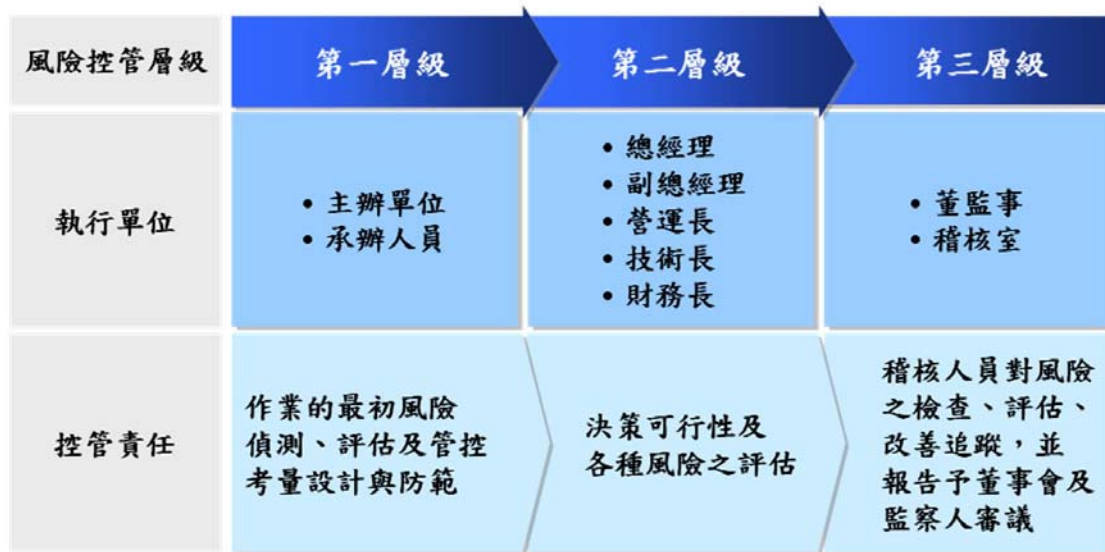 風險控管層級
第一層級
第二層級
第三層級
執行單位
• 主辦單位
• 承辦人員
• 總經理
• 副總經理
• 營運長
• 技術長
• 財務長
• 董監事
• 稽核室
控管責任
作業的最初風險
偵測、評估及管控
考量設計與防範
決策可行性及
各種風險之評估
稽核人員對風險
之檢查、評估、
改善追蹤，並
報告予董事會及
監察人審議